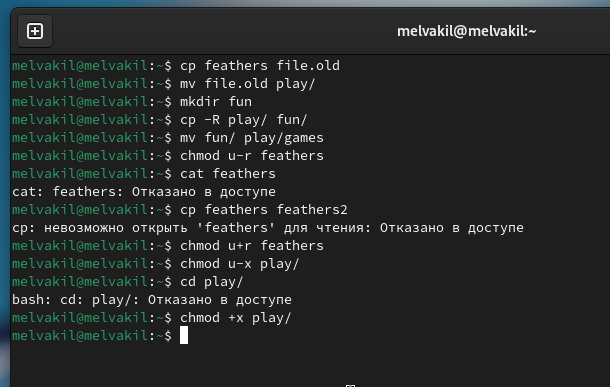 melvakil@melvakil:~
melvakil@melvakil:~$ cp feathers file.old
melvakil@melvakil:~$ mv file.old play/
melvakil@melvakil:~$ mkdir fun
melvakil@melvakil:~$ cp -R play/ fun/
melvakil@melvakil:~$ mv fun/ play/games
melvakil@melvakil:~$ chmod u-r feathers
melvakil@melvakil:~$ cat feathers
cat: feathers: Отказано в доступе
melvakil@melvakil:~$ cp feathers feathers2
cp: невозможно открыть 'feathers' для чтения: Отказано в доступе
melvakil@melvakil:~$ chmod u+r feathers
melvakil@melvakil:~$ chmod u-x play/
melvakil@melvakil:~$ cd play/
bash: cd: play/: Отказано в доступе
melvakil@melvakil:~$ chmod +x play/
melvakil@melvakil:~$